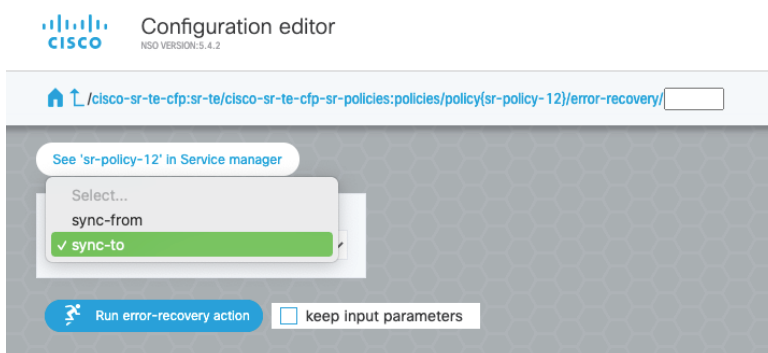 CISCO
Configuration editor
NSO VERSION:5.4.2
/cisco-sr-te-cfp:sr-te/cisco-sr-te-cfp-sr-policies:policies/policy{sr-policy-12}/error-recovery/
See 'sr-policy-12' in Service manager
Select...
sync-from
✓ sync-to
Run error-recovery action
keep input parameters